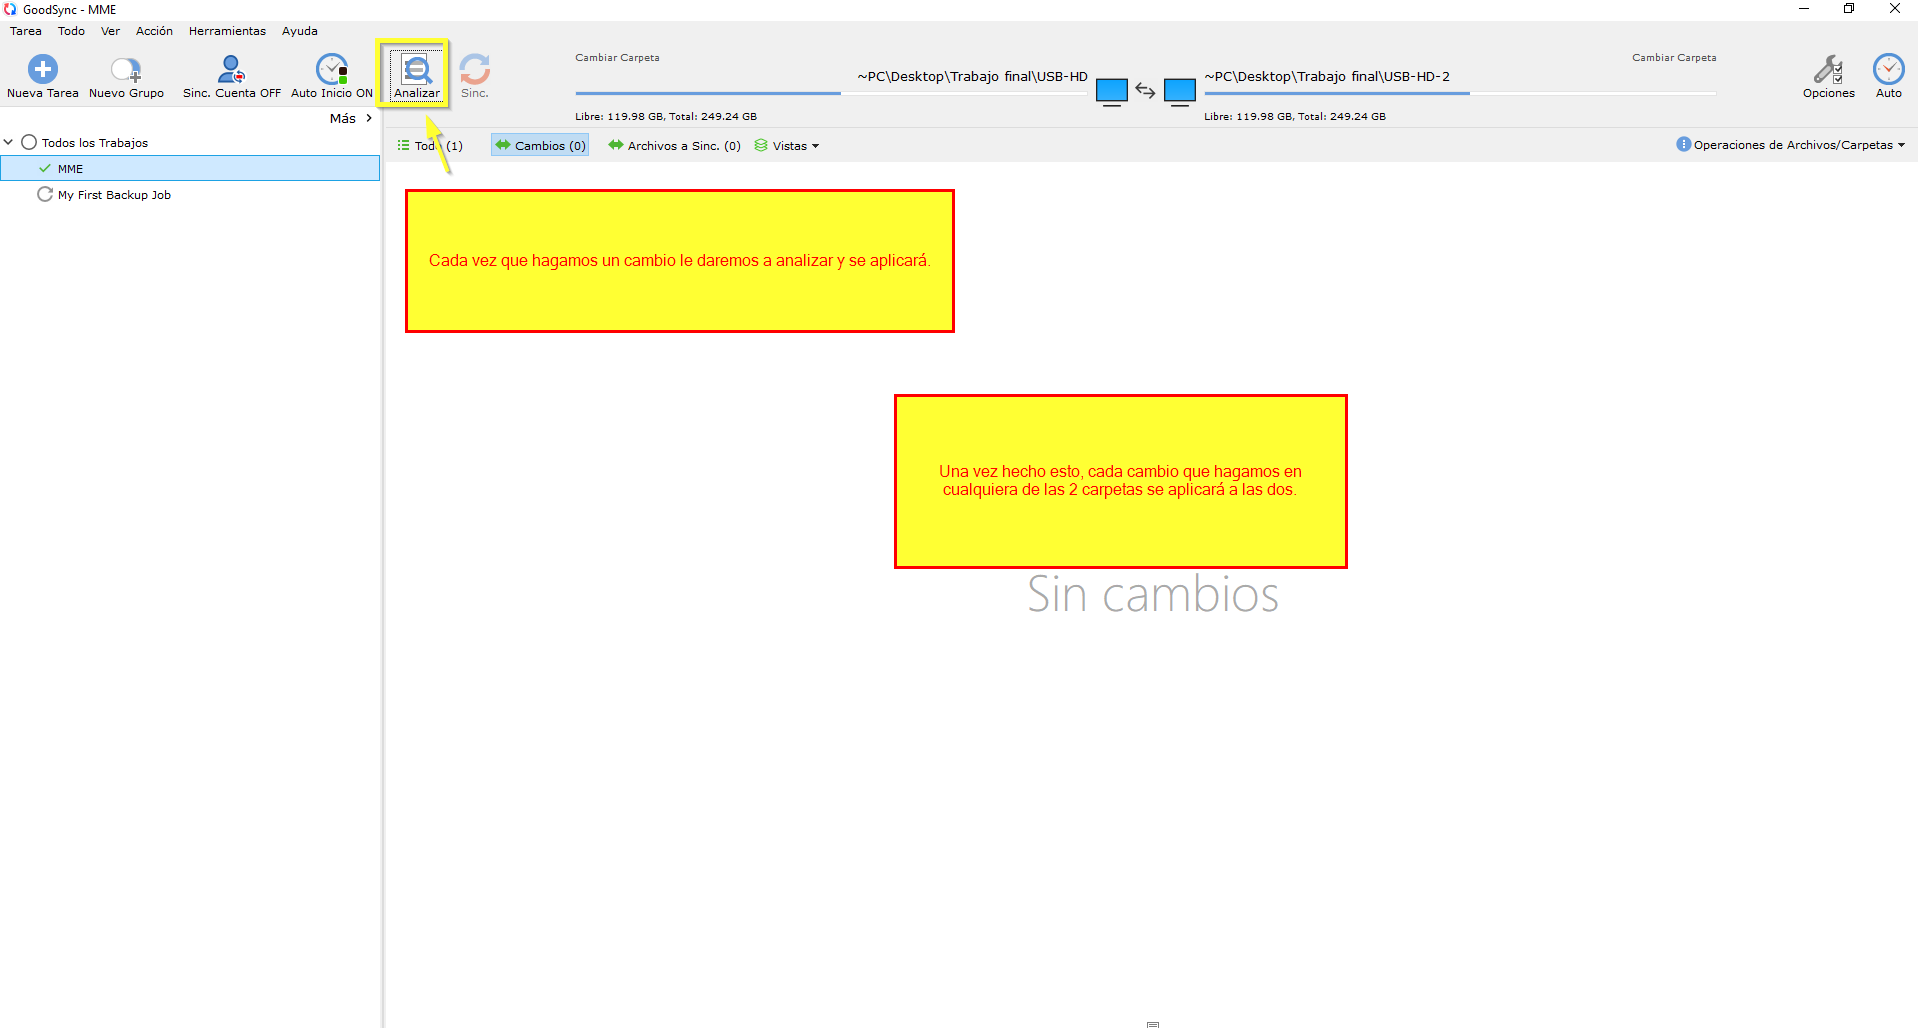 GoodSync - MME
Tarea Todo Ver Acción Herramientas Ayuda
Nueva Tarea Nuevo Grupo Sinc. Cuenta OFF Auto Inicio ON Analizar Sinc.
Cambiar Carpeta
~PC\Desktop\Trabajo final\USB-HD
Libre: 119.98 GB, Total: 249.24 GB
Cambiar Carpeta
~PC\Desktop\Trabajo final\USB-HD-2
Libre: 119.98 GB, Total: 249.24 GB
Opciones Auto
Más
Todos los Trabajos
MME
My First Backup Job
Todo (1) Cambios (0) Archivos a Sinc. (0) Vistas Operaciones de Archivos/Carpetas
Cada vez que hagamos un cambio le daremos a analizar y se aplicará.
Una vez hecho esto, cada cambio que hagamos en
cualquiera de las 2 carpetas se aplicará a las dos.
Sin cambios